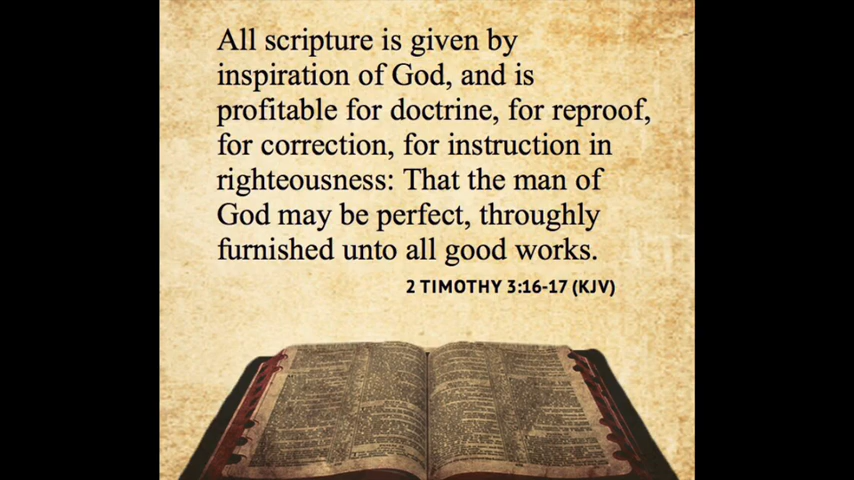 All scripture is given by
inspiration of God, and is
profitable for doctrine, for reproof,
for correction, for instruction in
righteousness: That the man of
God may be perfect, throughly
furnished unto all good works.
2 TIMOTHY 3:16-17 (KJV)